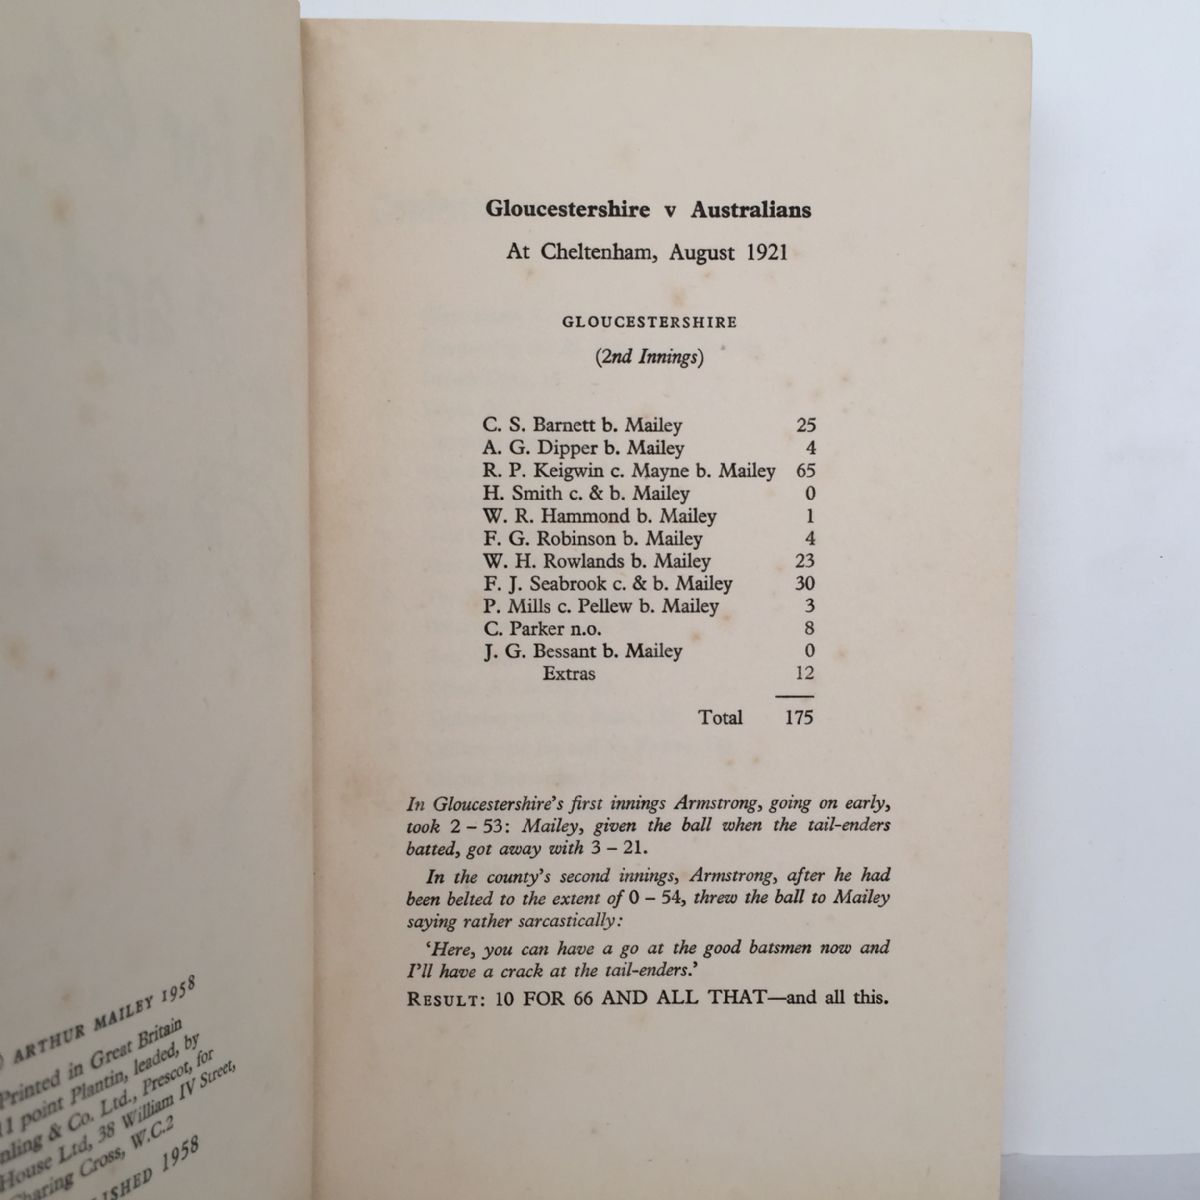 © ARTHUR MAILEY 1958
Printed in Great Britain
11 point Plantin, leaded, by
& Co. Ltd., Prescot, for
House Ltd, 38 William IV Street,
Charing Cross, W.C.2
1958
Gloucestershire v Australians
At Cheltenham, August 1921
GLOUCESTERSHIRE
(2nd Innings)
C. S. Barnett b. Mailey 25
A. G. Dipper b. Mailey 4
R. P. Keigwin c. Mayne b. Mailey 65
H. Smith c. & b. Mailey 0
W. R. Hammond b. Mailey 1
F. G. Robinson b. Mailey 4
W. H. Rowlands b. Mailey 23
F. J. Seabrook c. & b. Mailey 30
P. Mills c. Pellew b. Mailey 3
C. Parker n.o. 8
J. G. Bessant b. Mailey 0
Extras 12
Total 175
In Gloucestershire's first innings Armstrong, going on early,
took 2 – 53: Mailey, given the ball when the tail-enders
batted, got away with 3 – 21.
In the county's second innings, Armstrong, after he had
been belted to the extent of 0 – 54, threw the ball to Mailey
saying rather sarcastically:
‘Here, you can have a go at the good batsmen now and
I'll have a crack at the tail-enders.’
RESULT: 10 FOR 66 AND ALL THAT—and all this.